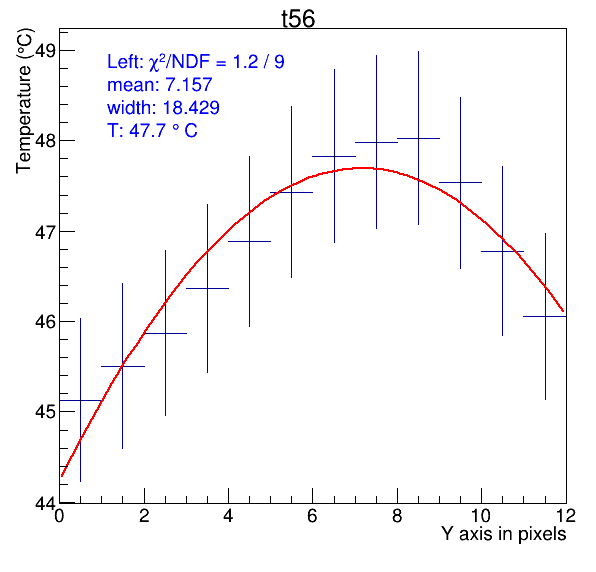 t56
Temperature (°C)
Left: χ²/NDF = 1.2 / 9
mean: 7.157
width: 18.429
T: 47.7 ° C
49
48
47
46
45
44
0 2 4 6 8 10 12
Y axis in pixels